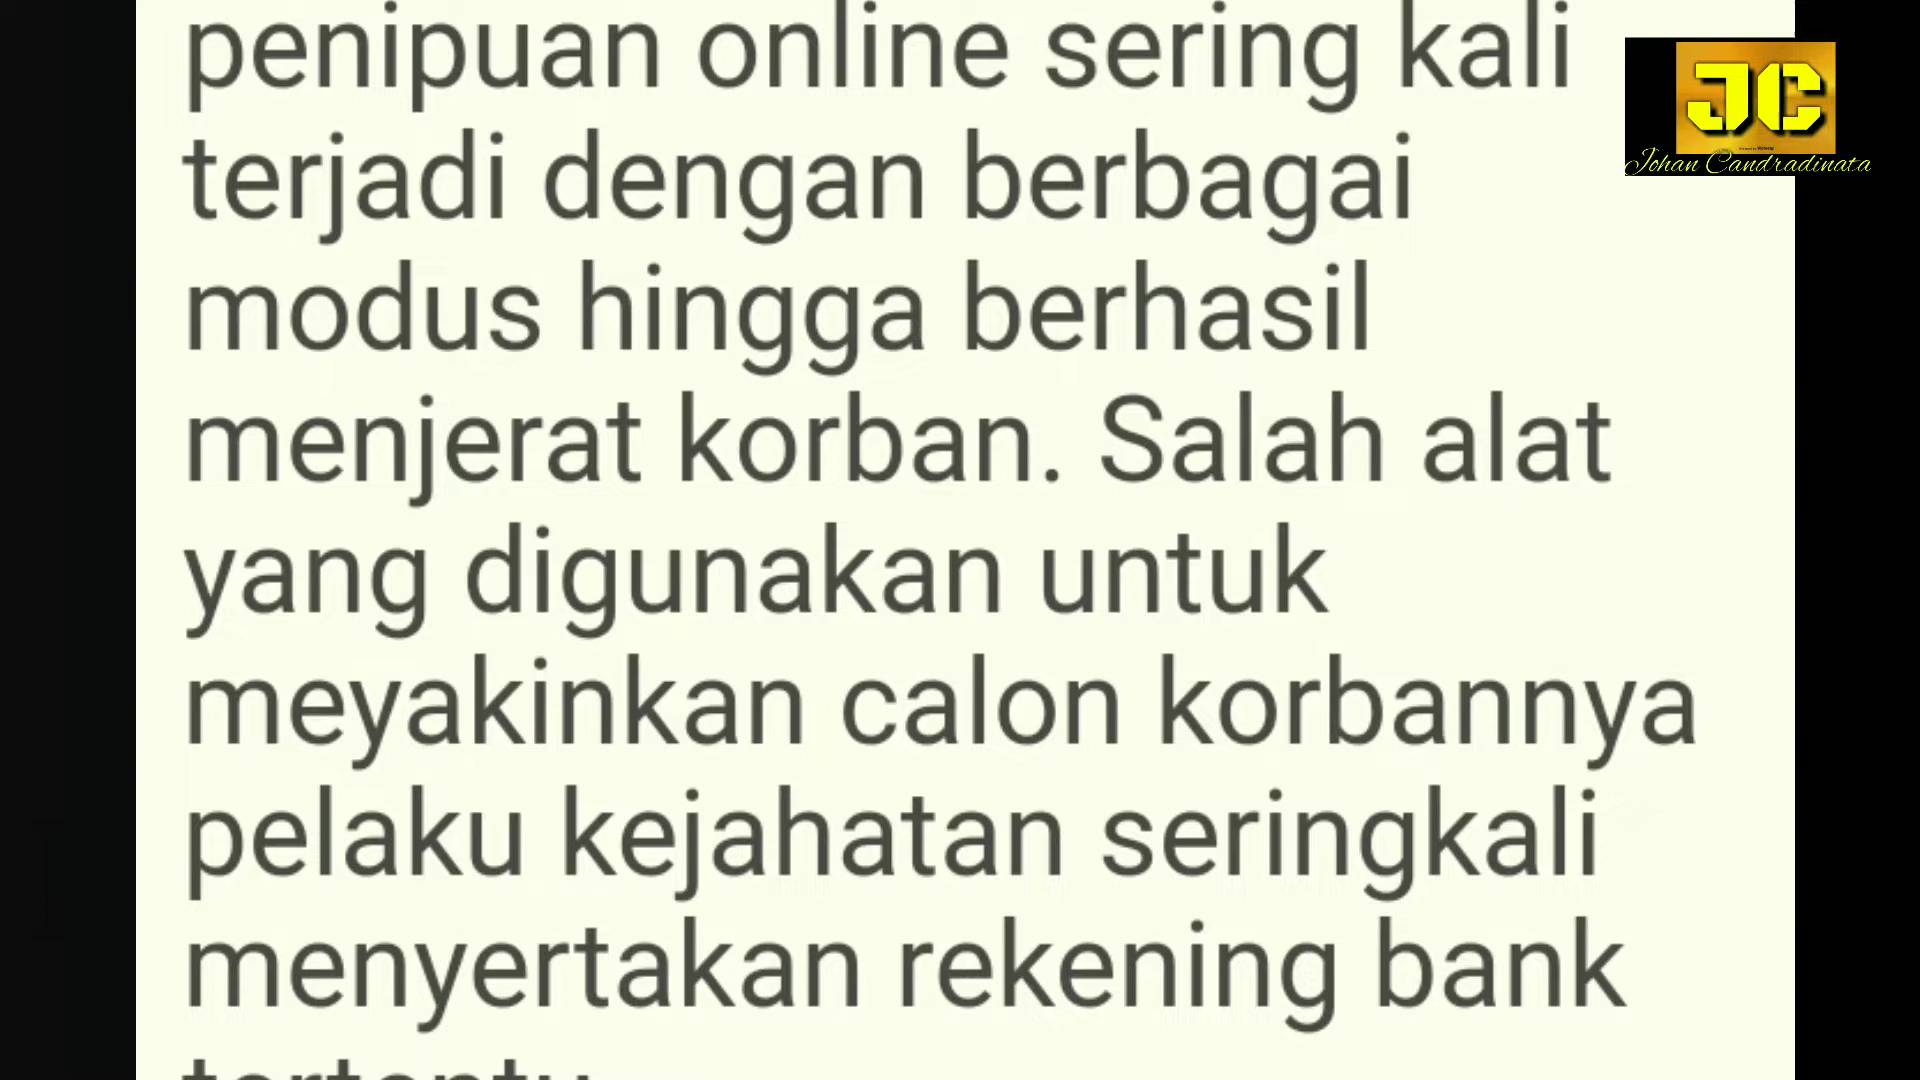 penipuan online sering kali
terjadi dengan berbagai
modus hingga berhasil
menjerat korban. Salah alat
yang digunakan untuk
meyakinkan calon korbannya
pelaku kejahatan seringkali
menyertakan rekening bank
JC
Johan Candradinata